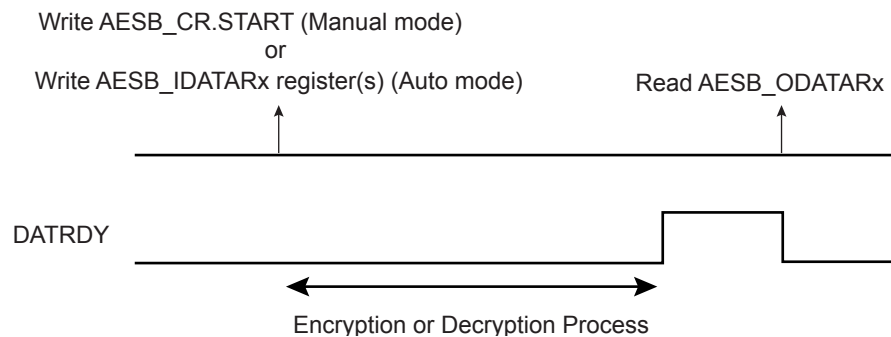 Write AESB_CR.START (Manual mode)
or
Write AESB_IDATARx register(s) (Auto mode)
Read AESB_ODATARx
DATRDY
Encryption or Decryption Process